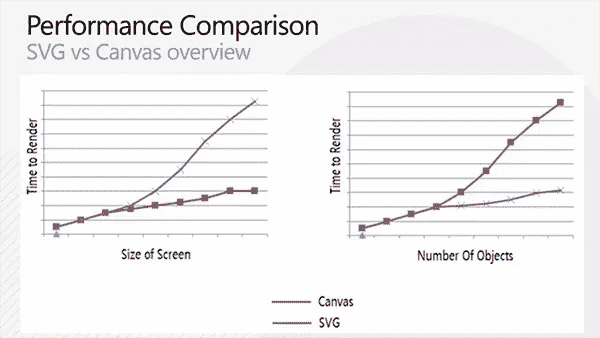 Performance Comparison
SVG vs Canvas overview
Time to Render
Size of Screen
Time to Render
Number Of Objects
Canvas
SVG